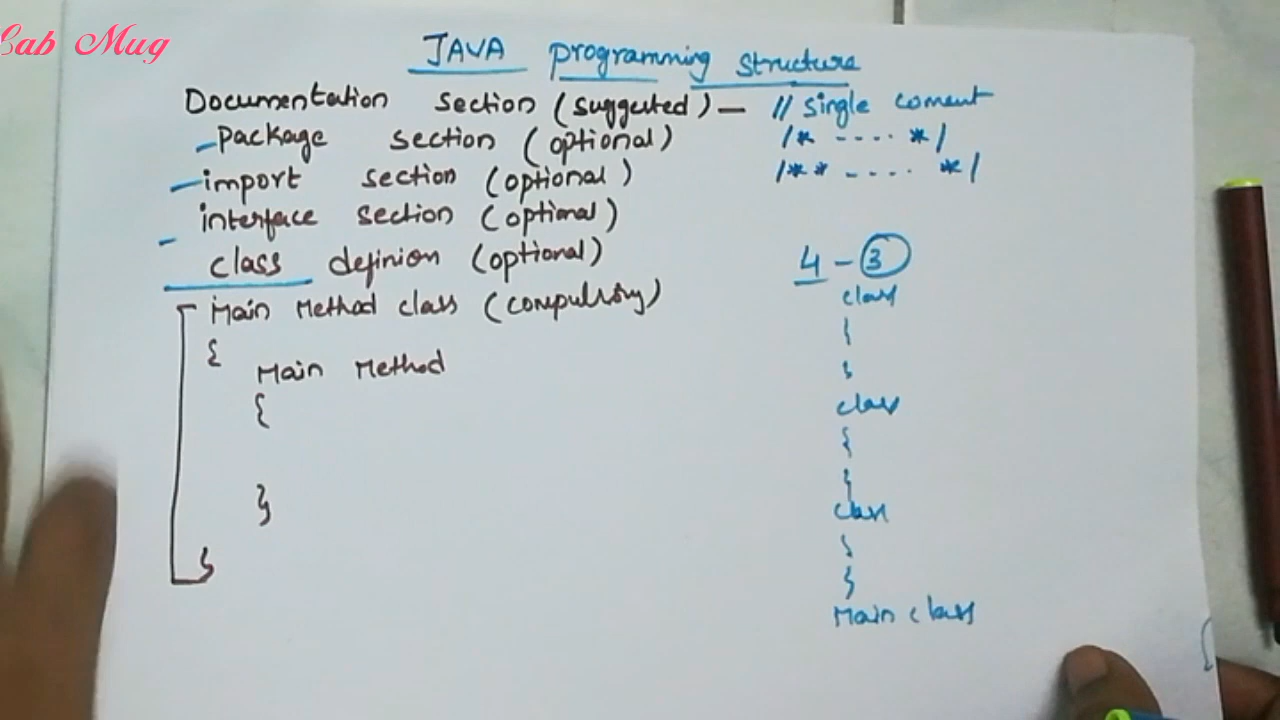 Lab Mug
JAVA programming structure
Documentation section (suggested) — // single coment
package section (optional) /* ---- */
import section (optional) /** ---- */
interface section (optional)
class definion (optional)
4 - 3
Main Method class (compulsory)
{
Main Method
{
}
}
class
{
}
class
{
}
class
{
}
Main class